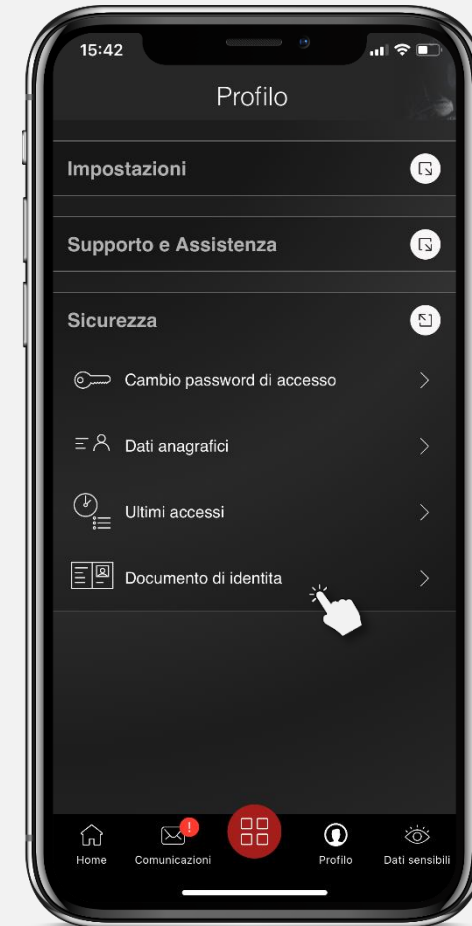 15:42
Profilo
Impostazioni
Supporto e Assistenza
Sicurezza
Cambio password di accesso
Dati anagrafici
Ultimi accessi
Documento di identita
!
Home
Comunicazioni
Profilo
Dati sensibili